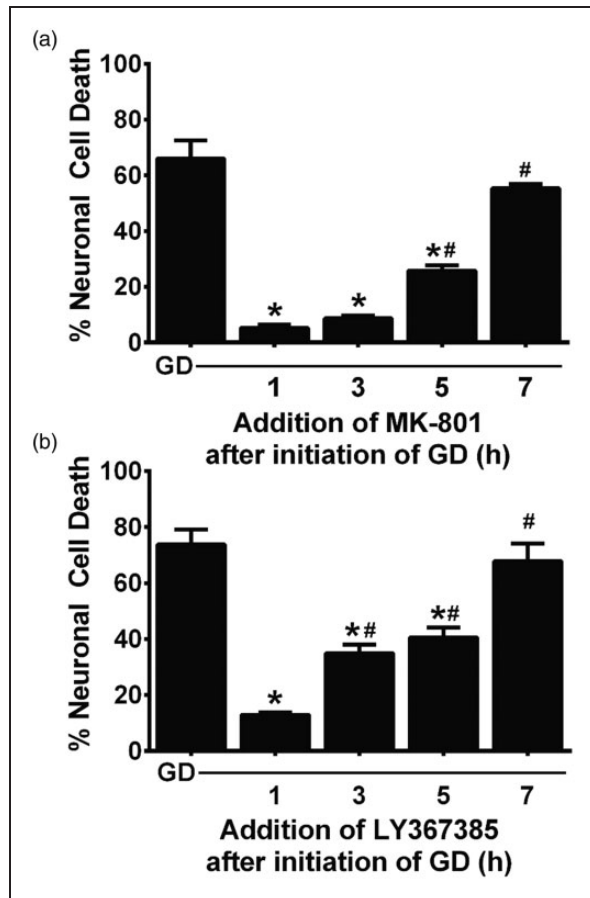 (a)
% Neuronal Cell Death
100
80
60
40
20
0
* * *# #
GD
1 3 5 7
Addition of MK-801
after initiation of GD (h)
(b)
% Neuronal Cell Death
100
80
60
40
20
0
* *# *# #
GD
1 3 5 7
Addition of LY367385
after initiation of GD (h)